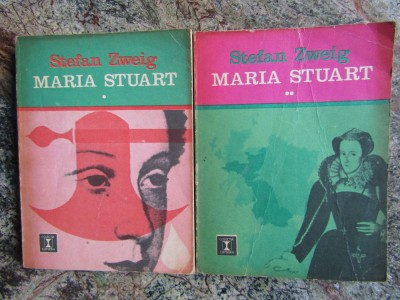 Stefan Zweig
MARIA STUART
*
Stefan Zweig
MARIA STUART
**